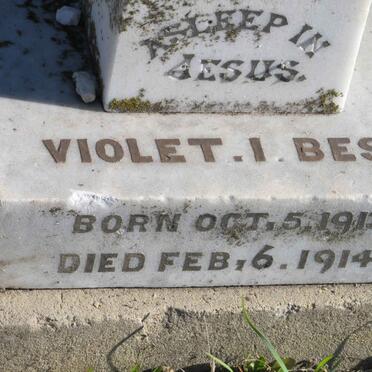 ASLEEP IN
JESUS.
VIOLET. I. BES
BORN OCT. 5. 191
DIED FEB. 6. 1914